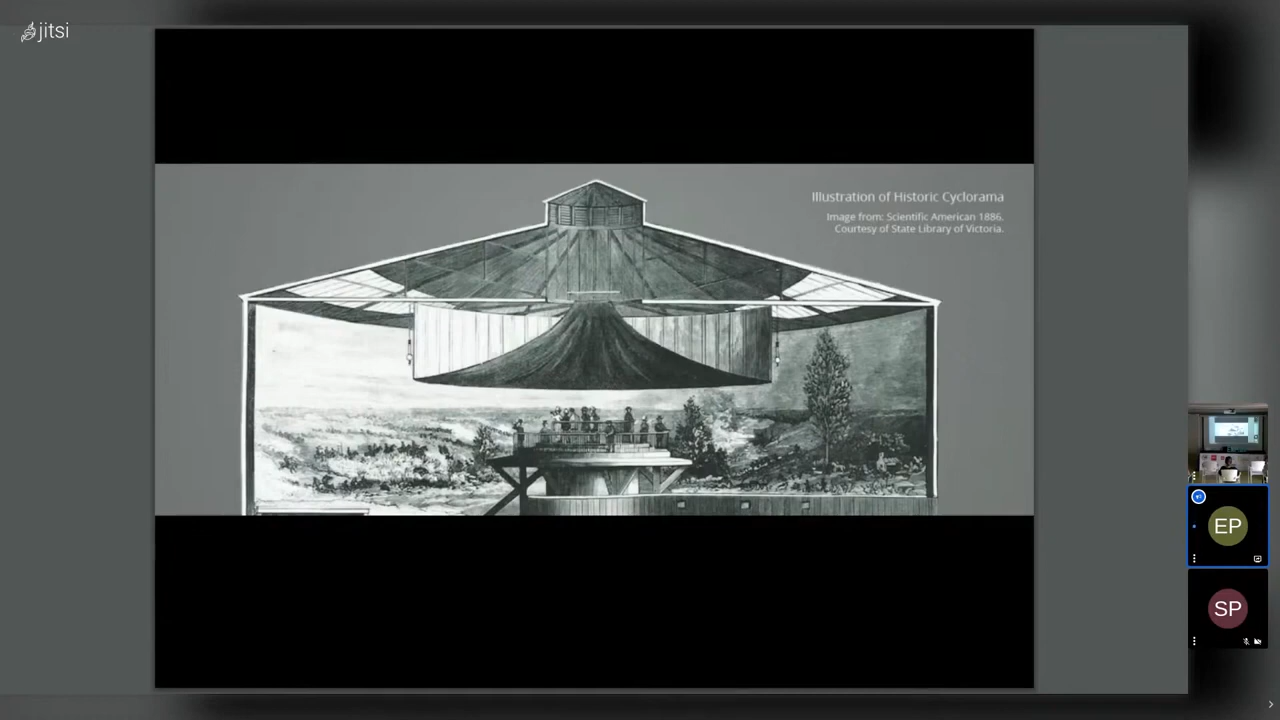 jitsi
Illustration of Historic Cyclorama
Image from: Scientific American 1886.
Courtesy of State Library of Victoria.
EP
SP